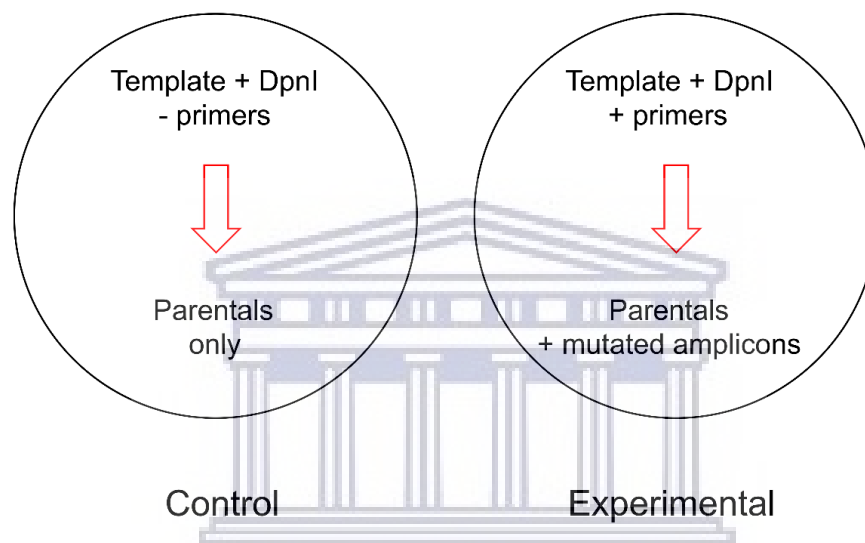 Template + DpnI
- primers
Template + DpnI
+ primers
Parentals
only
Parentals
+ mutated amplicons
Control
Experimental